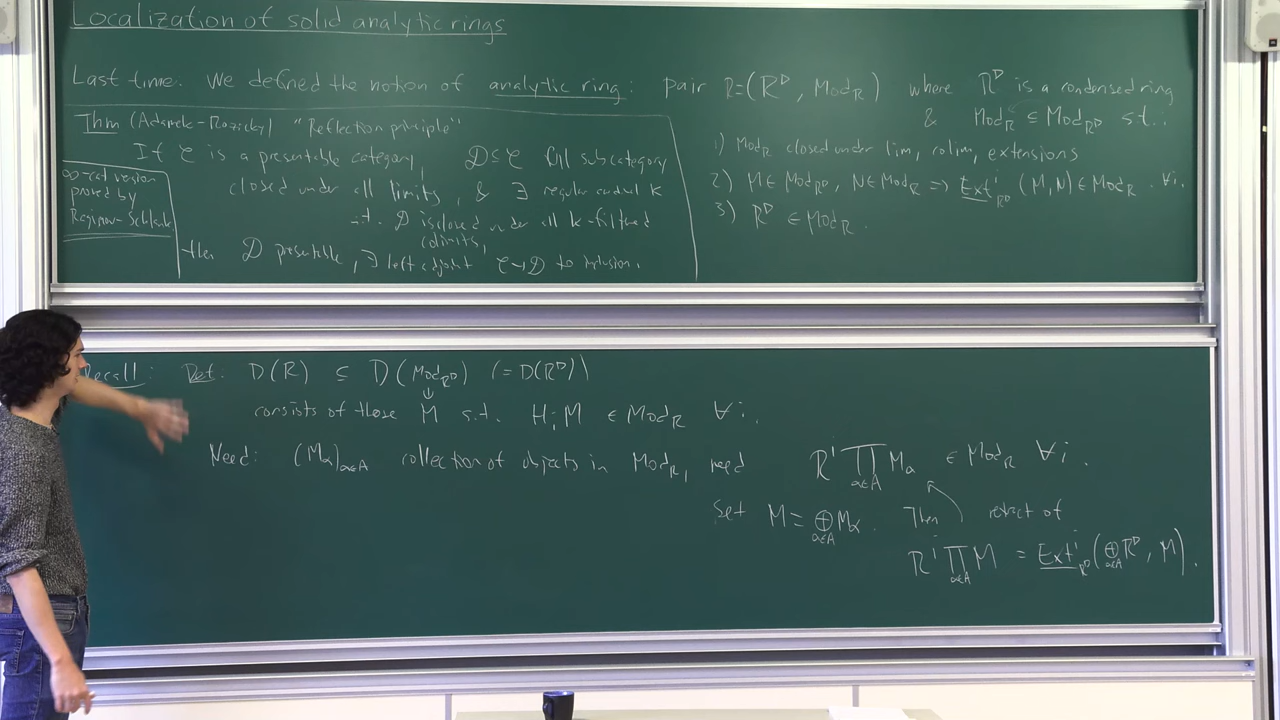 Localization of solid analytic rings
Last time: We defined the notion of analytic ring: pair R=(R^▷, Mod_R) where R^▷ is a condensed ring
& Mod_R ⊆ Mod_{R^▷} s.t.:
1) Mod_R closed under lim, colim, extensions
2) M ∈ Mod_{R^▷}, N ∈ Mod_R ⇒ Ext^i_{R^▷}(M,N) ∈ Mod_R ∀i.
3) R^▷ ∈ Mod_R.
Thm (Adamek-Rosicky) "Reflection principle"
If C is a presentable category, D ⊆ C full subcategory
closed under all limits, & ∃ regular cardinal κ
s.t. D is closed under all κ-filtered
colimits,
then D presentable, ∃ left adjoint C→D to inclusion.
∞-cat version
proved by
Ragimov-Schlank
Recall: Def. D(R) ⊆ D(Mod_{R^▷}) (=D(R^▷))
consists of those M s.t. H_i M ∈ Mod_R ∀i.
Need: (M_α)_{α∈A} collection of objects in Mod_R, need R^i ∏_{α∈A} M_α ∈ Mod_R ∀i.
Set M = ⊕_{α∈A} M_α. Then retract of
R^i ∏_{α∈A} M = Ext^i_{R^▷}(⊕_{α∈A} R^▷, M).